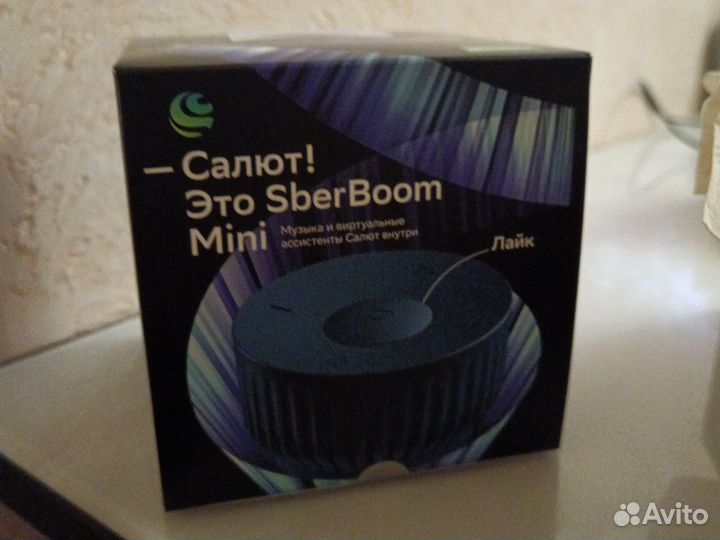 — Салют!
Это SberBoom
Mini
Музыка и виртуальные
ассистенты Салют внутри
Лайк
Avito